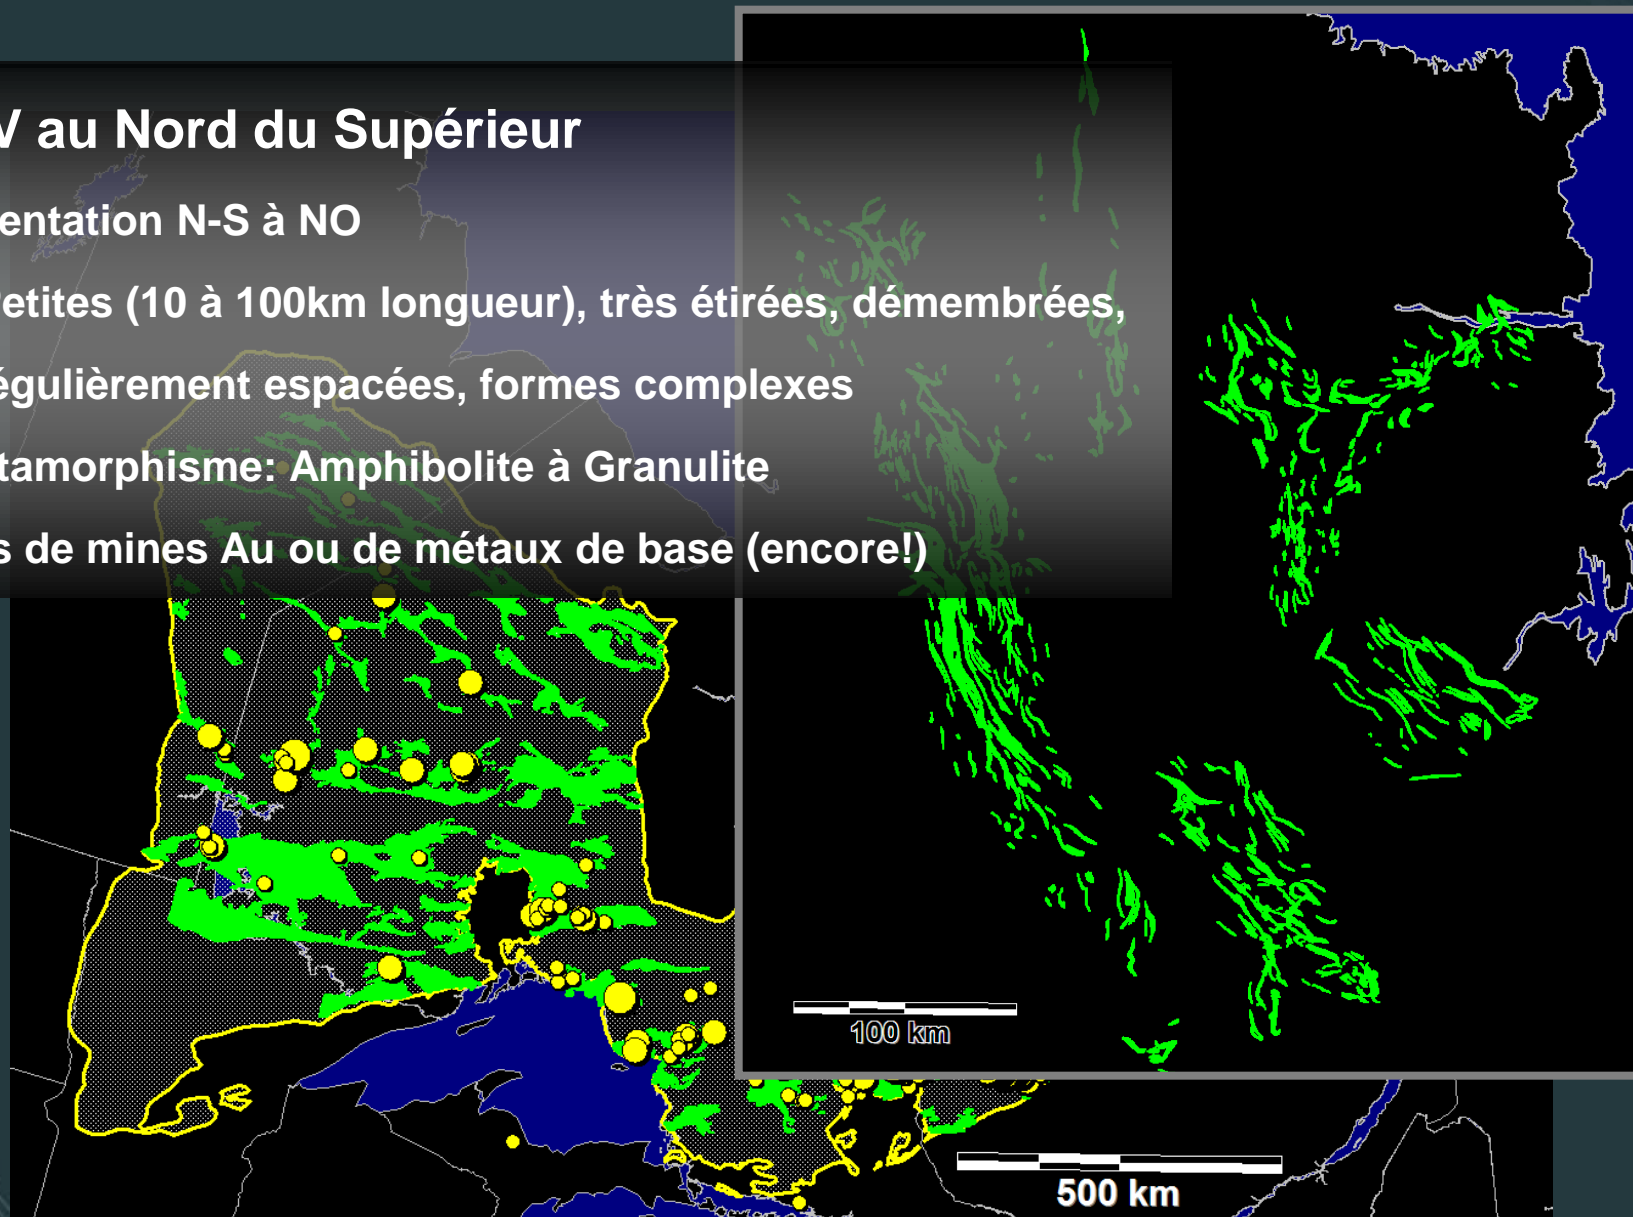 V au Nord du Supérieur
entation N-S à NO
etites (10 à 100km longueur), très étirées, démembrées,
égulièrement espacées, formes complexes
tamorphisme: Amphibolite à Granulite
s de mines Au ou de métaux de base (encore!)
100 km
500 km